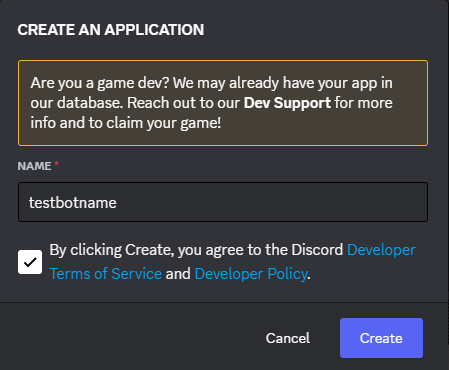 CREATE AN APPLICATION
Are you a game dev? We may already have your app in
our database. Reach out to our Dev Support for more
info and to claim your game!
NAME *
testbotname
By clicking Create, you agree to the Discord Developer
Terms of Service and Developer Policy.
Cancel Create